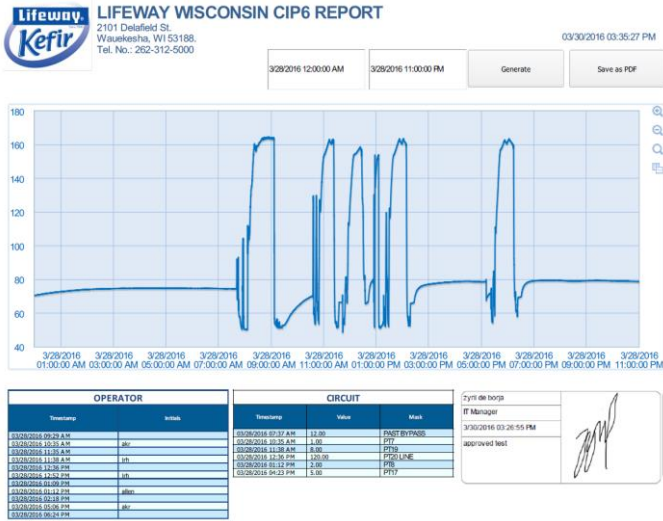 Lifeway.
Kefir
LIFEWAY WISCONSIN CIP6 REPORT
2101 Delafield St.
Wauekesha, WI 53188.
Tel. No.: 262-312-5000
03/30/2016 03:35:27 PM
3/28/2016 12:00:00 AM 3/28/2016 11:00:00 PM Generate Save as PDF
180
160
140
120
100
80
60
40
3/28/2016 3/28/2016 3/28/2016 3/28/2016 3/28/2016 3/28/2016 3/28/2016 3/28/2016 3/28/2016 3/28/2016 3/28/2016 3/28/2016
01:00:00 AM 03:00:00 AM 05:00:00 AM 07:00:00 AM 09:00:00 AM 11:00:00 AM 01:00:00 PM 03:00:00 PM 05:00:00 PM 07:00:00 PM 09:00:00 PM 11:00:00 PM
OPERATOR
Timestamp Initials
03/28/2016 09:29 AM
03/28/2016 10:35 AM akr
03/28/2016 11:35 AM
03/28/2016 11:38 AM trh
03/28/2016 12:36 PM
03/28/2016 12:52 PM trh
03/28/2016 01:09 PM
03/28/2016 01:12 PM allen
03/28/2016 02:18 PM
03/28/2016 05:06 PM akr
03/28/2016 06:24 PM
CIRCUIT
Timestamp Value Mask
03/28/2016 07:37 AM 12.00 PAST BYPASS
03/28/2016 10:35 AM 1.00 PT7
03/28/2016 11:38 AM 8.00 PT19
03/28/2016 12:36 PM 120.00 PT20 LINE
03/28/2016 01:12 PM 2.00 PT8
03/28/2016 04:23 PM 5.00 PT17
zyril de borja
IT Manager
3/30/2016 03:26:55 PM
approved test